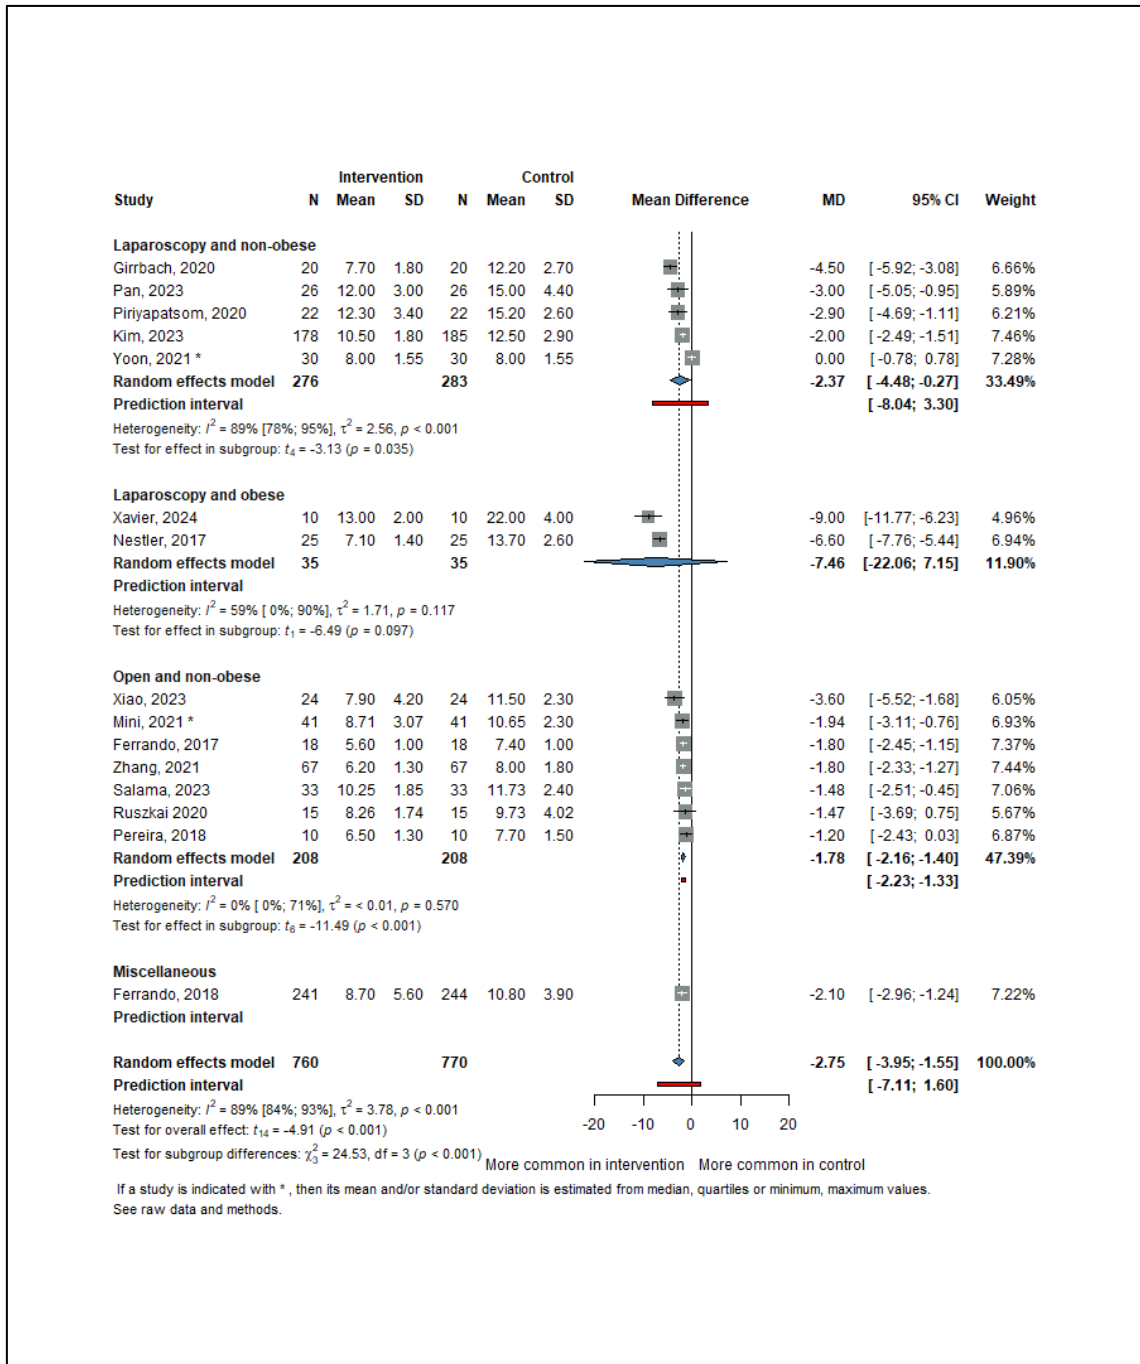 Intervention Control
Study N Mean SD N Mean SD Mean Difference MD 95% CI Weight
Laparoscopy and non-obese
Girrbach, 2020 20 7.70 1.80 20 12.20 2.70 -4.50 [-5.92; -3.08] 6.66%
Pan, 2023 26 12.00 3.00 26 15.00 4.40 -3.00 [-5.05; -0.95] 5.89%
Piriyapatsom, 2020 22 12.30 3.40 22 15.20 2.60 -2.90 [-4.69; -1.11] 6.21%
Kim, 2023 178 10.50 1.80 185 12.50 2.90 -2.00 [-2.49; -1.51] 7.46%
Yoon, 2021 * 30 8.00 1.55 30 8.00 1.55 0.00 [-0.78; 0.78] 7.28%
Random effects model 276 283 -2.37 [-4.48; -0.27] 33.49%
Prediction interval [-8.04; 3.30]
Heterogeneity: I² = 89% [78%; 95%], τ² = 2.56, p < 0.001
Test for effect in subgroup: t₄ = -3.13 (p = 0.035)
Laparoscopy and obese
Xavier, 2024 10 13.00 2.00 10 22.00 4.00 -9.00 [-11.77; -6.23] 4.96%
Nestler, 2017 25 7.10 1.40 25 13.70 2.60 -6.60 [-7.76; -5.44] 6.94%
Random effects model 35 35 -7.46 [-22.06; 7.15] 11.90%
Prediction interval
Heterogeneity: I² = 59% [ 0%; 90%], τ² = 1.71, p = 0.117
Test for effect in subgroup: t₁ = -6.49 (p = 0.097)
Open and non-obese
Xiao, 2023 24 7.90 4.20 24 11.50 2.30 -3.60 [-5.52; -1.68] 6.05%
Mini, 2021 * 41 8.71 3.07 41 10.65 2.30 -1.94 [-3.11; -0.76] 6.93%
Ferrando, 2017 18 5.60 1.00 18 7.40 1.00 -1.80 [-2.45; -1.15] 7.37%
Zhang, 2021 67 6.20 1.30 67 8.00 1.80 -1.80 [-2.33; -1.27] 7.44%
Salama, 2023 33 10.25 1.85 33 11.73 2.40 -1.48 [-2.51; -0.45] 7.06%
Ruszkai 2020 15 8.26 1.74 15 9.73 4.02 -1.47 [-3.69; 0.75] 5.67%
Pereira, 2018 10 6.50 1.30 10 7.70 1.50 -1.20 [-2.43; 0.03] 6.87%
Random effects model 208 208 -1.78 [-2.16; -1.40] 47.39%
Prediction interval [-2.23; -1.33]
Heterogeneity: I² = 0% [ 0%; 71%], τ² = < 0.01, p = 0.570
Test for effect in subgroup: t₆ = -11.49 (p < 0.001)
Miscellaneous
Ferrando, 2018 241 8.70 5.60 244 10.80 3.90 -2.10 [-2.96; -1.24] 7.22%
Prediction interval
Random effects model 760 770 -2.75 [-3.95; -1.55] 100.00%
Prediction interval [-7.11; 1.60]
Heterogeneity: I² = 89% [84%; 93%], τ² = 3.78, p < 0.001
Test for overall effect: t₁₄ = -4.91 (p < 0.001)
-20 -10 0 10 20
Test for subgroup differences: χ²₃ = 24.53, df = 3 (p < 0.001)
More common in intervention More common in control
If a study is indicated with * , then its mean and/or standard deviation is estimated from median, quartiles or minimum, maximum values.
See raw data and methods.